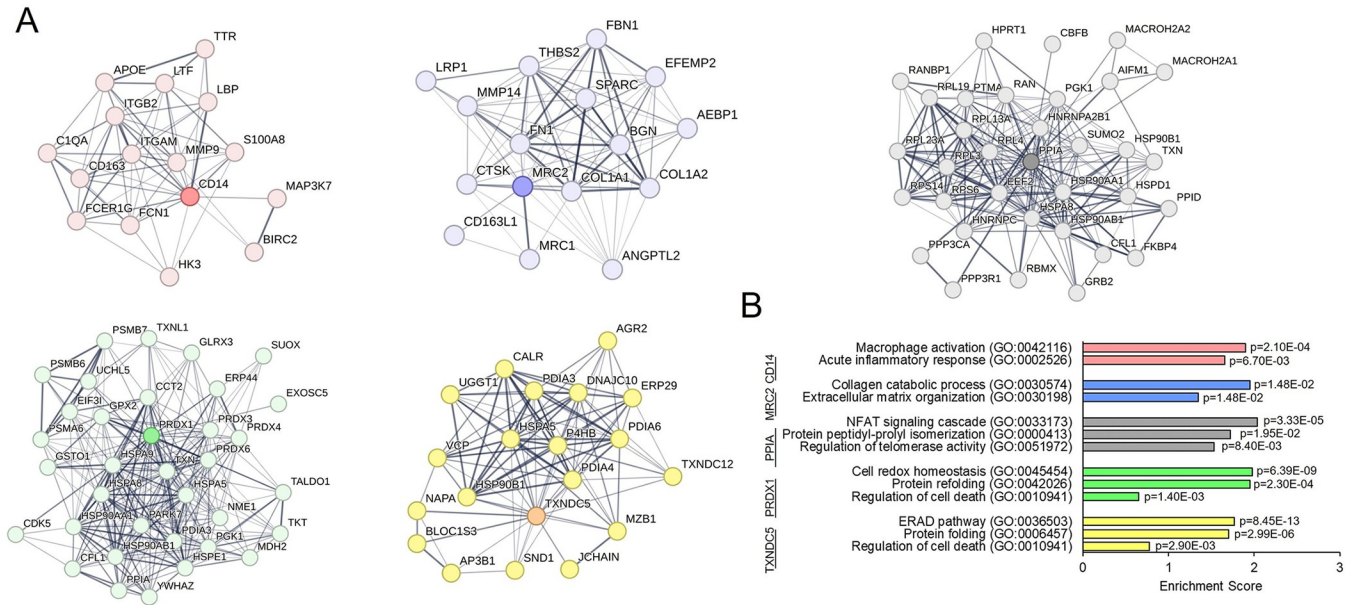 A
TTR
APOE
LTF
LBP
ITGB2
C1QA
ITGAM
S100A8
MMP9
CD163
CD14
MAP3K7
FCER1G
FCN1
BIRC2
HK3
FBN1
THBS2
LRP1
EFEMP2
SPARC
MMP14
AEBP1
FN1
BGN
CTSK
MRC2
COL1A1
COL1A2
CD163L1
MRC1
ANGPTL2
HPRT1
CBFB
MACROH2A2
MACROH2A1
RANBP1
AIFM1
RPL19
PTMA
RAN
PGK1
RPL13A
HNRNPA2B1
RPL23A
RPL4
SUMO2
HSP90B1
RPL3
PPIA
TXN
RPS14
RPS6
EEF2
HSP90AA1
HSPD1
PPID
HSPA8
HNRNPC
HSP90AB1
PPP3CA
CFL1
FKBP4
PPP3R1
RBMX
GRB2
PSMB7
TXNL1
GLRX3
SUOX
PSMB6
UCHL5
CCT2
ERP44
EXOSC5
EIF3I
GPX2
PRDX1
PRDX3
PSMA6
PRDX4
GSTO1
HSPA9
TXN
PRDX6
HSPA8
HSPA5
TALDO1
CDK5
HSP90AA1
PARK7
NME1
PDIA3
PGK1
TKT
CFL1
HSP90AB1
HSPE1
MDH2
PPIA
YWHAZ
AGR2
CALR
UGGT1
PDIA3
DNAJC10
ERP29
HSPA5
P4HB
PDIA6
VCP
PDIA4
TXNDC12
NAPA
HSP90B1
TXNDC5
BLOC1S3
MZB1
AP3B1
SND1
JCHAIN
B
CD14
Macrophage activation (GO:0042116) p=2.10E-04
Acute inflammatory response (GO:0002526) p=6.70E-03
MRC2
Collagen catabolic process (GO:0030574) p=1.48E-02
Extracellular matrix organization (GO:0030198) p=1.48E-02
PPIA
NFAT signaling cascade (GO:0033173) p=3.33E-05
Protein peptidyl-prolyl isomerization (GO:0000413) p=1.95E-02
Regulation of telomerase activity (GO:0051972) p=8.40E-03
PRDX1
Cell redox homeostasis (GO:0045454) p=6.39E-09
Protein refolding (GO:0042026) p=2.30E-04
Regulation of cell death (GO:0010941) p=1.40E-03
TXNDC5
ERAD pathway (GO:0036503) p=8.45E-13
Protein folding (GO:0006457) p=2.99E-06
Regulation of cell death (GO:0010941) p=2.90E-03
0 1 2 3
Enrichment Score